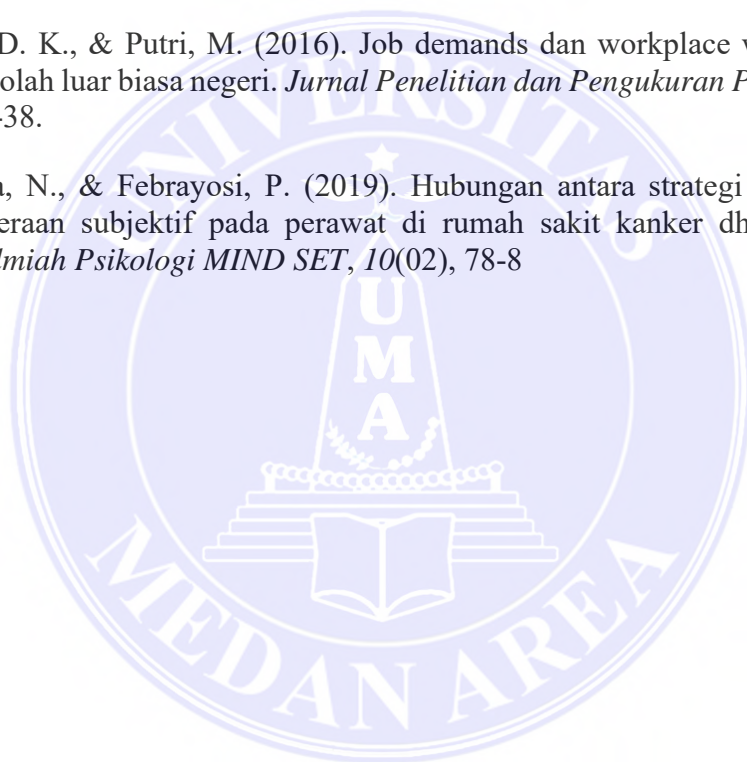 D. K., & Putri, M. (2016). Job demands dan workplace
olah luar biasa negeri. Jurnal Penelitian dan Pengukuran P
-38.
a, N., & Febrayosi, P. (2019). Hubungan antara strategi
eraan subjektif pada perawat di rumah sakit kanker dh
lmiah Psikologi MIND SET, 10(02), 78-8
UNIVERSITAS
UMA
MEDAN AREA